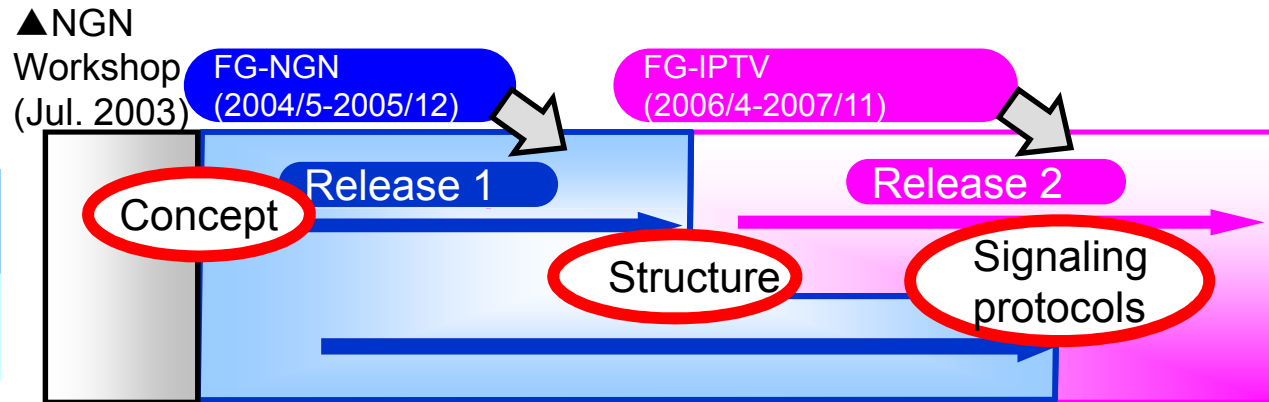 ▲NGN
Workshop
(Jul. 2003)
FG-NGN
(2004/5-2005/12)
FG-IPTV
(2006/4-2007/11)
Release 1
Release 2
Concept
Structure
Signaling
protocols